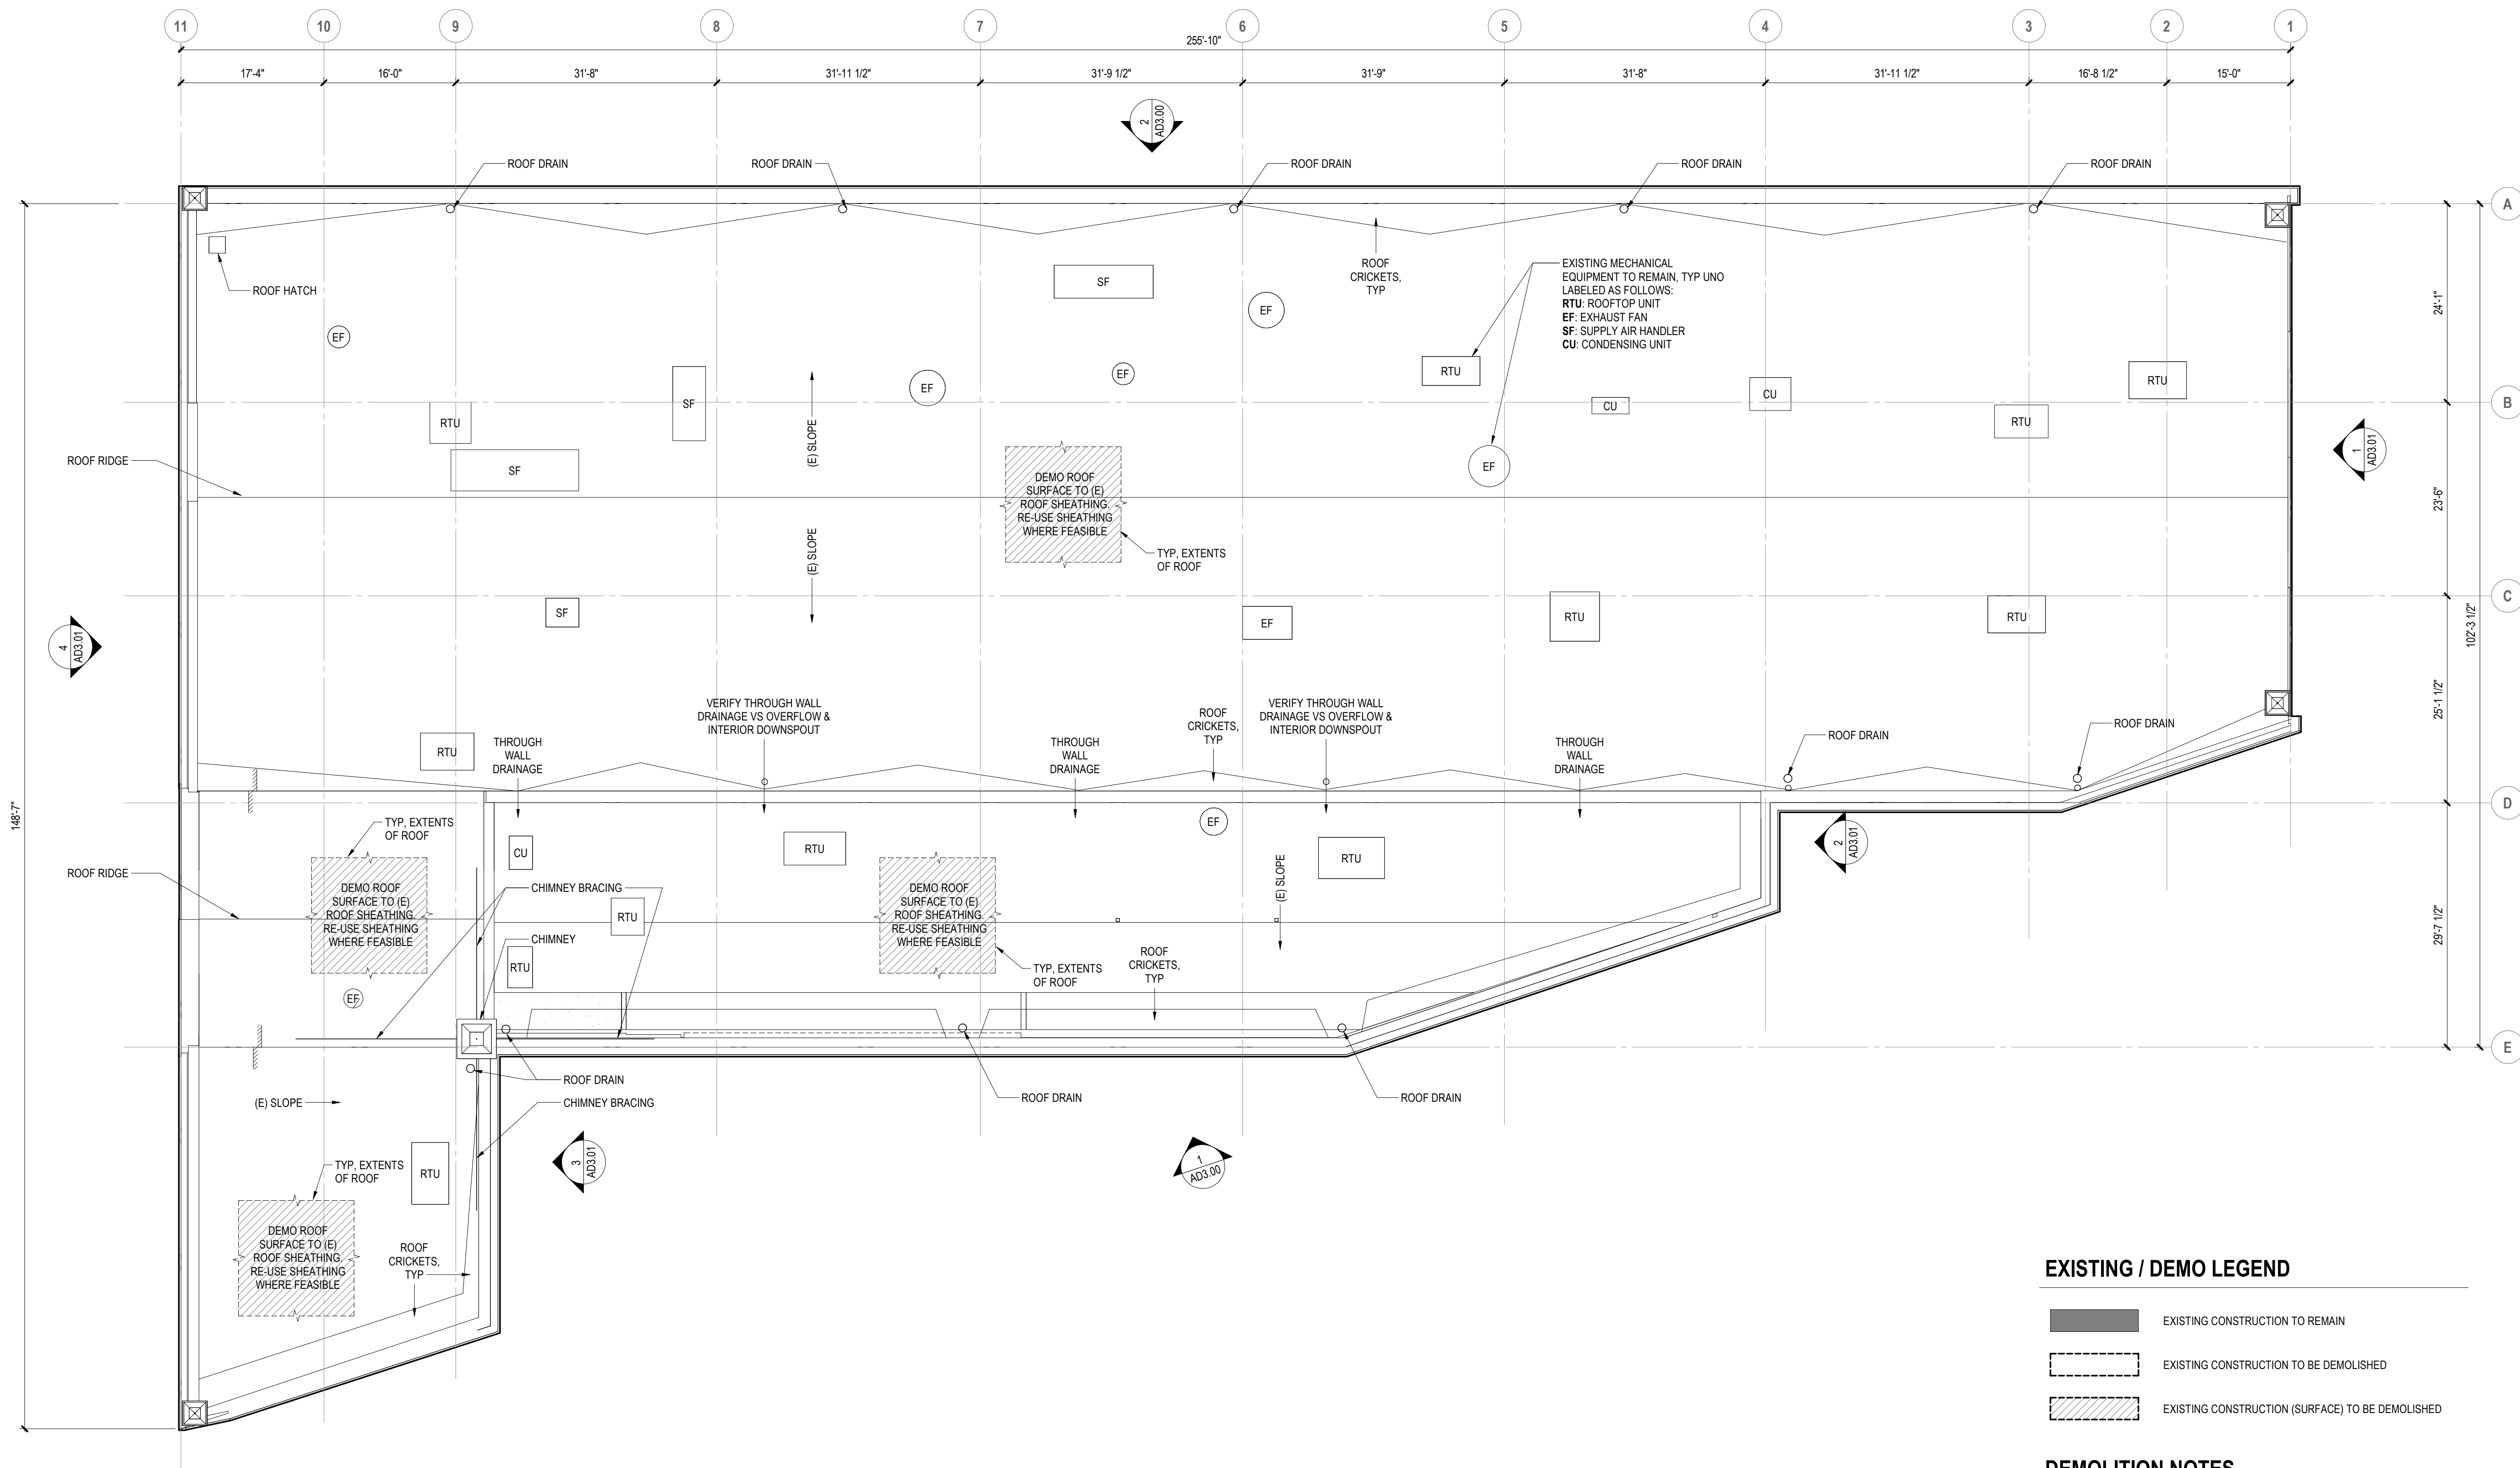 11 10 9 8 7 6 5 4 3 2 1
255'-10"
17'-4" 16'-0" 31'-8" 31'-11 1/2" 31'-9 1/2" 31'-9" 31'-8" 31'-11 1/2" 16'-8 1/2" 15'-0"
2
AD3.00
ROOF DRAIN
ROOF DRAIN
ROOF DRAIN
ROOF DRAIN
ROOF DRAIN
A
ROOF HATCH
SF
EF
ROOF
CRICKETS,
TYP
EXISTING MECHANICAL
EQUIPMENT TO REMAIN, TYP UNO
LABELED AS FOLLOWS:
RTU: ROOFTOP UNIT
EF: EXHAUST FAN
SF: SUPPLY AIR HANDLER
CU: CONDENSING UNIT
24'-1"
EF
EF
EF
RTU
RTU
CU
SF
CU
B
RTU
RTU
(E) SLOPE
1
AD3.01
ROOF RIDGE
SF
EF
DEMO ROOF
SURFACE TO (E)
ROOF SHEATHING.
RE-USE SHEATHING
WHERE FEASIBLE
23'-6"
(E) SLOPE
TYP, EXTENTS
OF ROOF
C
SF
EF
RTU
RTU
4
AD3.01
102'-3 1/2"
25'-1 1/2"
VERIFY THROUGH WALL
DRAINAGE VS OVERFLOW &
INTERIOR DOWNSPOUT
VERIFY THROUGH WALL
DRAINAGE VS OVERFLOW &
INTERIOR DOWNSPOUT
ROOF
CRICKETS,
TYP
ROOF DRAIN
ROOF DRAIN
RTU
THROUGH
WALL
DRAINAGE
THROUGH
WALL
DRAINAGE
THROUGH
WALL
DRAINAGE
D
148'-7"
TYP, EXTENTS
OF ROOF
EF
2
AD3.01
CU
RTU
RTU
(E) SLOPE
ROOF RIDGE
DEMO ROOF
SURFACE TO (E)
ROOF SHEATHING.
RE-USE SHEATHING
WHERE FEASIBLE
CHIMNEY BRACING
RTU
CHIMNEY
RTU
DEMO ROOF
SURFACE TO (E)
ROOF SHEATHING.
RE-USE SHEATHING
WHERE FEASIBLE
29'-7 1/2"
TYP, EXTENTS
OF ROOF
ROOF
CRICKETS,
TYP
EF
E
ROOF DRAIN
(E) SLOPE
CHIMNEY BRACING
ROOF DRAIN
ROOF DRAIN
3
AD3.01
1
AD3.00
TYP, EXTENTS
OF ROOF
RTU
DEMO ROOF
SURFACE TO (E)
ROOF SHEATHING.
RE-USE SHEATHING
WHERE FEASIBLE
ROOF
CRICKETS,
TYP
EXISTING / DEMO LEGEND
EXISTING CONSTRUCTION TO REMAIN
EXISTING CONSTRUCTION TO BE DEMOLISHED
EXISTING CONSTRUCTION (SURFACE) TO BE DEMOLISHED
DEMOLITION NOTES